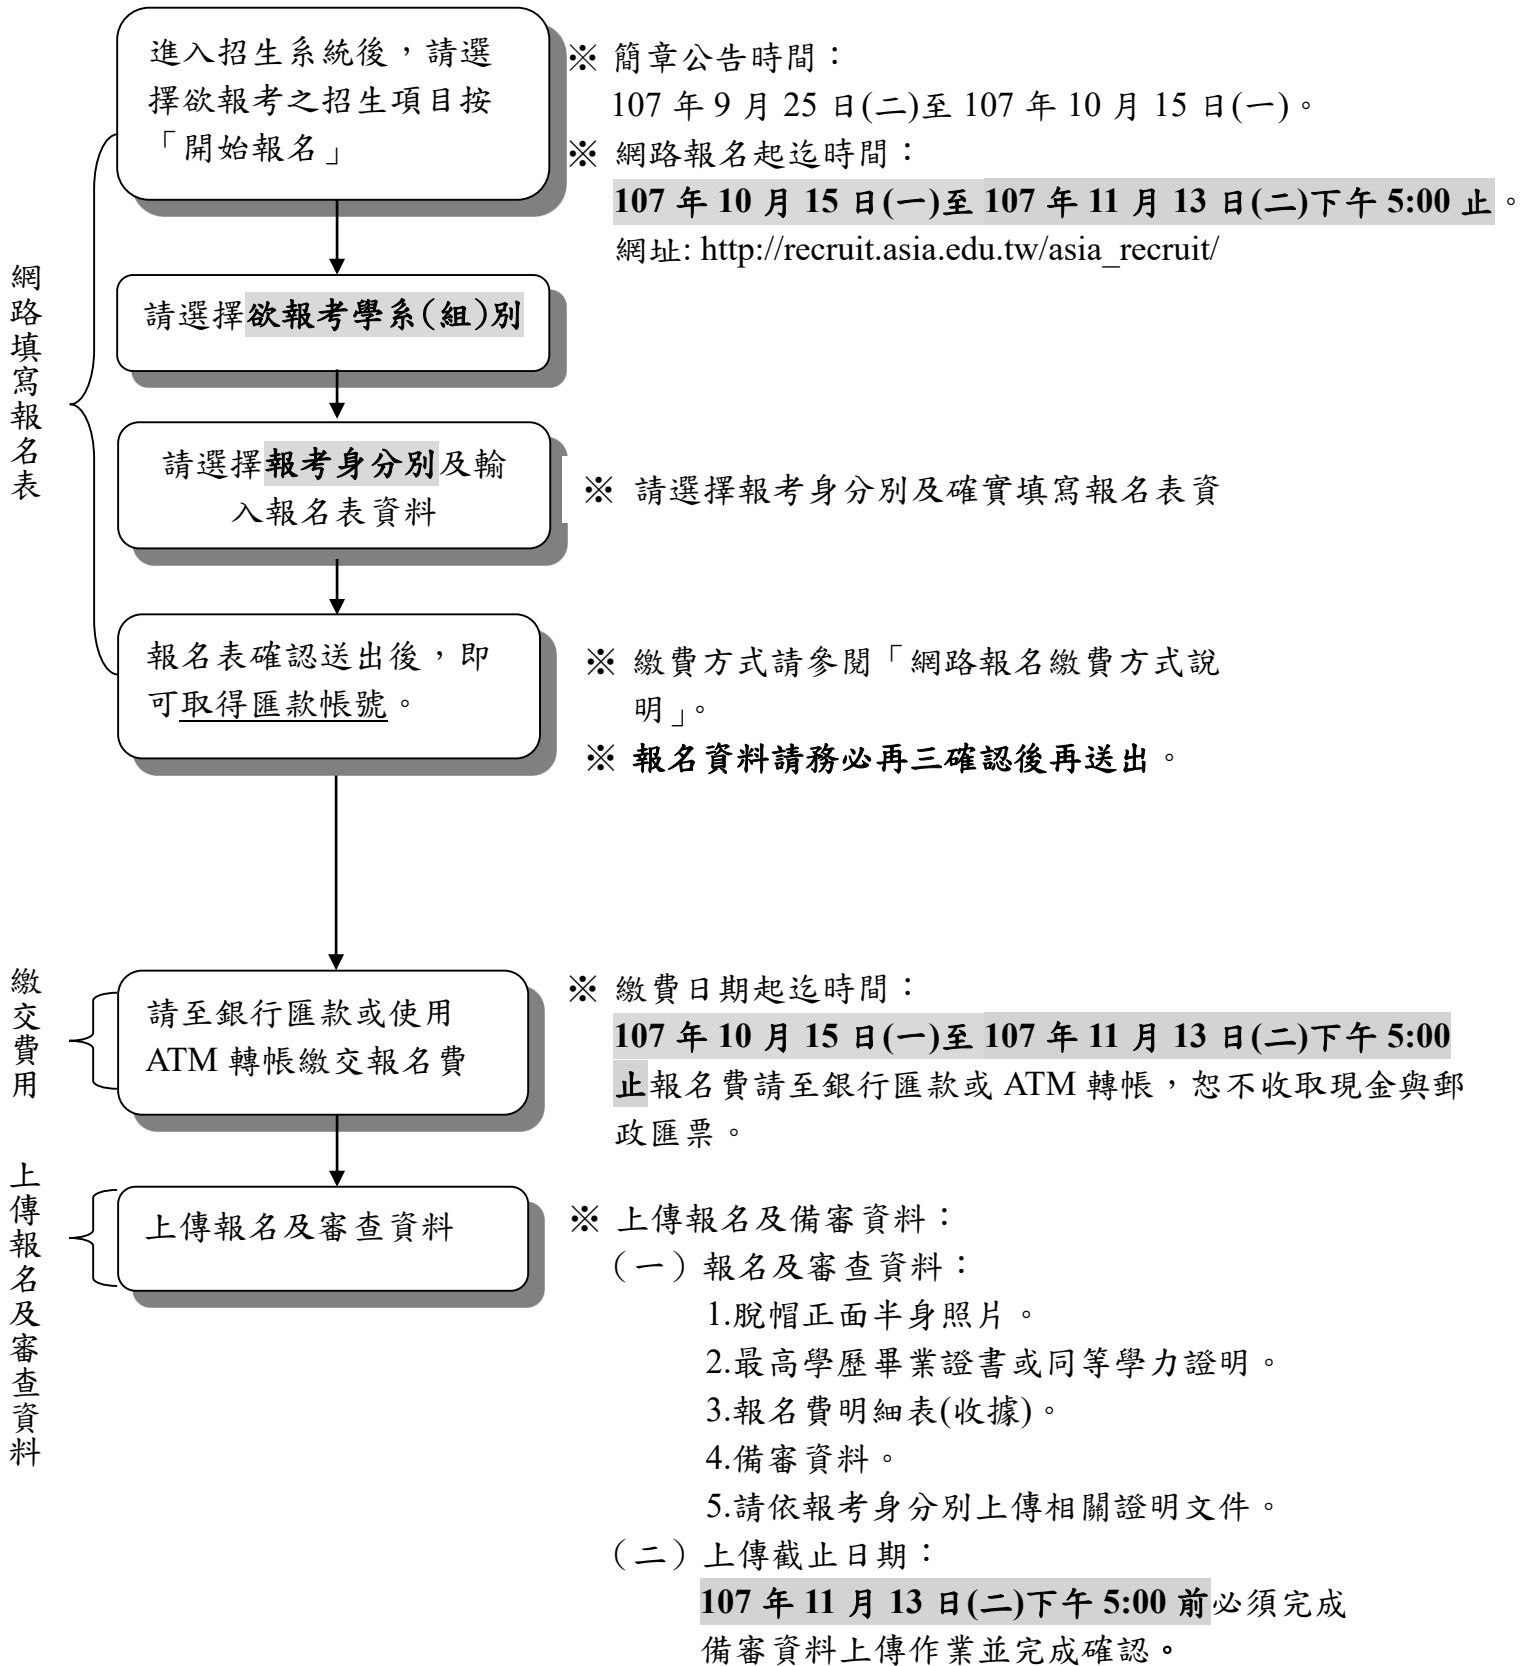 進入招生系統後，請選
擇欲報考之招生項目按
「開始報名」
※ 簡章公告時間：
107 年 9 月 25 日(二)至 107 年 10 月 15 日(一)。
※ 網路報名起迄時間：
107 年 10 月 15 日(一)至 107 年 11 月 13 日(二)下午 5:00 止。
網址: http://recruit.asia.edu.tw/asia_recruit/
網路填寫報名表
請選擇欲報考學系(組)別
請選擇報考身分別及輸
入報名表資料
※ 請選擇報考身分別及確實填寫報名表資
報名表確認送出後，即
可取得匯款帳號。
※ 繳費方式請參閱「網路報名繳費方式說
明」。
※ 報名資料請務必再三確認後再送出。
繳交費用
請至銀行匯款或使用
ATM 轉帳繳交報名費
※ 繳費日期起迄時間：
107 年 10 月 15 日(一)至 107 年 11 月 13 日(二)下午 5:00
止報名費請至銀行匯款或 ATM 轉帳，恕不收取現金與郵
政匯票。
上傳報名及審查資料
上傳報名及審查資料
※ 上傳報名及備審資料：
（一）報名及審查資料：
1.脫帽正面半身照片。
2.最高學歷畢業證書或同等學力證明。
3.報名費明細表(收據)。
4.備審資料。
5.請依報考身分別上傳相關證明文件。
（二）上傳截止日期：
107 年 11 月 13 日(二)下午 5:00 前必須完成
備審資料上傳作業並完成確認。